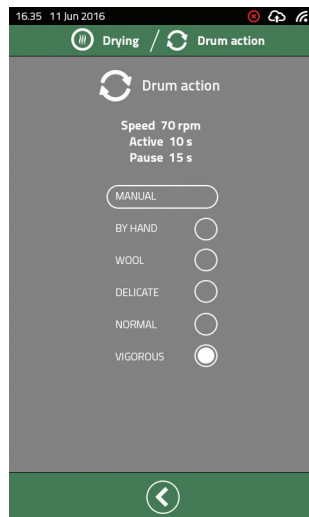 16.35 11 Jun 2016
Drying / Drum action
Drum action
Speed 70 rpm
Active 10 s
Pause 15 s
MANUAL
BY HAND
WOOL
DELICATE
NORMAL
VIGOROUS